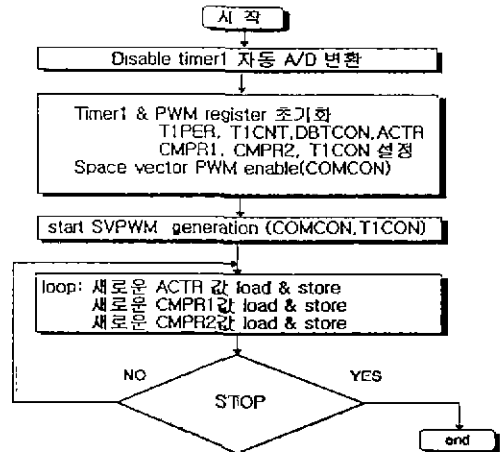 시 작
Disable timer1 자동 A/D 변환
Timer1 & PWM register 초기화
T1PER, T1CNT,DBTCON,ACTR
CMPR1, CMPR2, T1CON 설정
Space vector PWM enable(COMCON)
start SVPWM generation (COMCON,T1CON)
loop: 새로운 ACTR 값 load & store
새로운 CMPR1값 load & store
새로운 CMPR2값 load & store
NO
YES
STOP
end